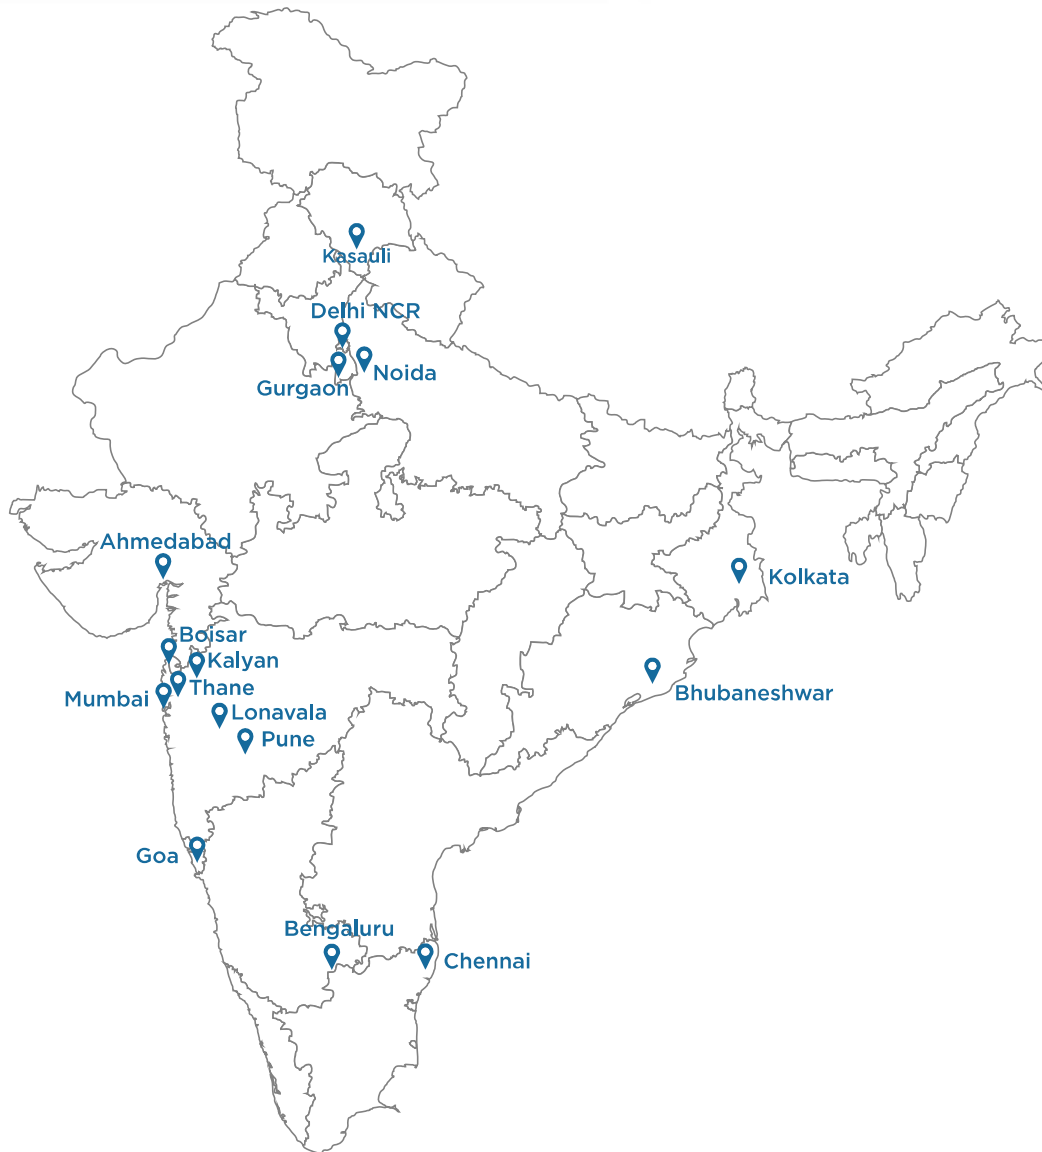 Kasauli
Delhi NCR
Noida
Gurgaon
Ahmedabad
Kolkata
Boisar
Kalyan
Thane
Mumbai
Bhubaneshwar
Lonavala
Pune
Goa
Bengaluru
Chennai